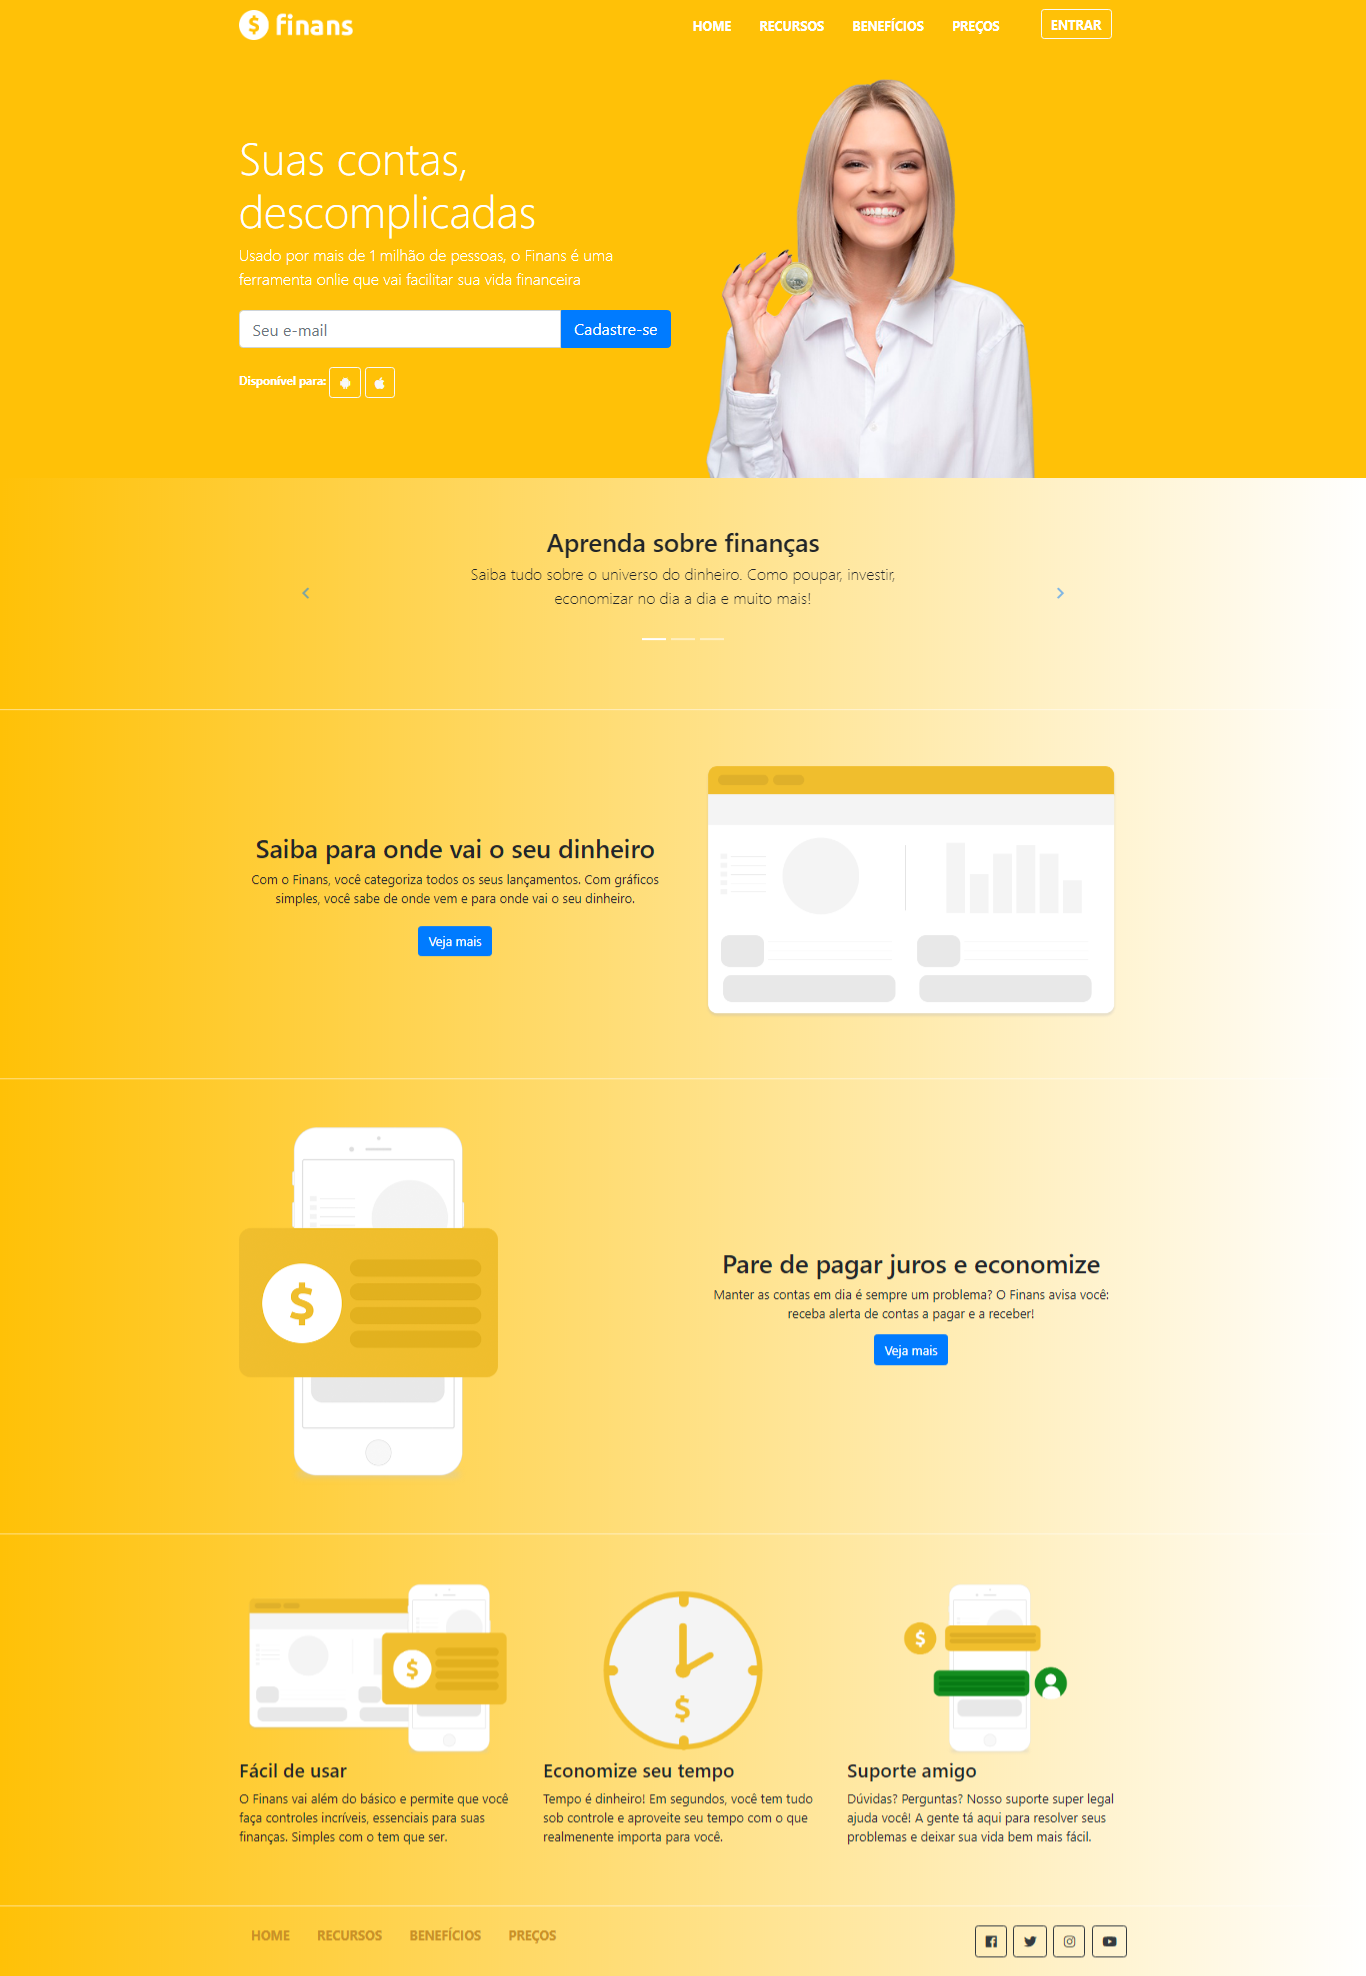 $ finans
HOME RECURSOS BENEFÍCIOS PREÇOS ENTRAR
Suas contas,
descomplicadas
Usado por mais de 1 milhão de pessoas, o Finans é uma
ferramenta onlie que vai facilitar sua vida financeira
Seu e-mail Cadastre-se
Disponível para:
Aprenda sobre finanças
Saiba tudo sobre o universo do dinheiro. Como poupar, investir,
economizar no dia a dia e muito mais!
Saiba para onde vai o seu dinheiro
Com o Finans, você categoriza todos os seus lançamentos. Com gráficos
simples, você sabe de onde vem e para onde vai o seu dinheiro.
Veja mais
$
Pare de pagar juros e economize
Manter as contas em dia é sempre um problema? O Finans avisa você:
receba alerta de contas a pagar e a receber!
Veja mais
$
$
$
Fácil de usar
O Finans vai além do básico e permite que você
faça controles incríveis, essenciais para suas
finanças. Simples com o tem que ser.
Economize seu tempo
Tempo é dinheiro! Em segundos, você tem tudo
sob controle e aproveite seu tempo com o que
realmenente importa para você.
Suporte amigo
Dúvidas? Perguntas? Nosso suporte super legal
ajuda você! A gente tá aqui para resolver seus
problemas e deixar sua vida bem mais fácil.
HOME RECURSOS BENEFÍCIOS PREÇOS